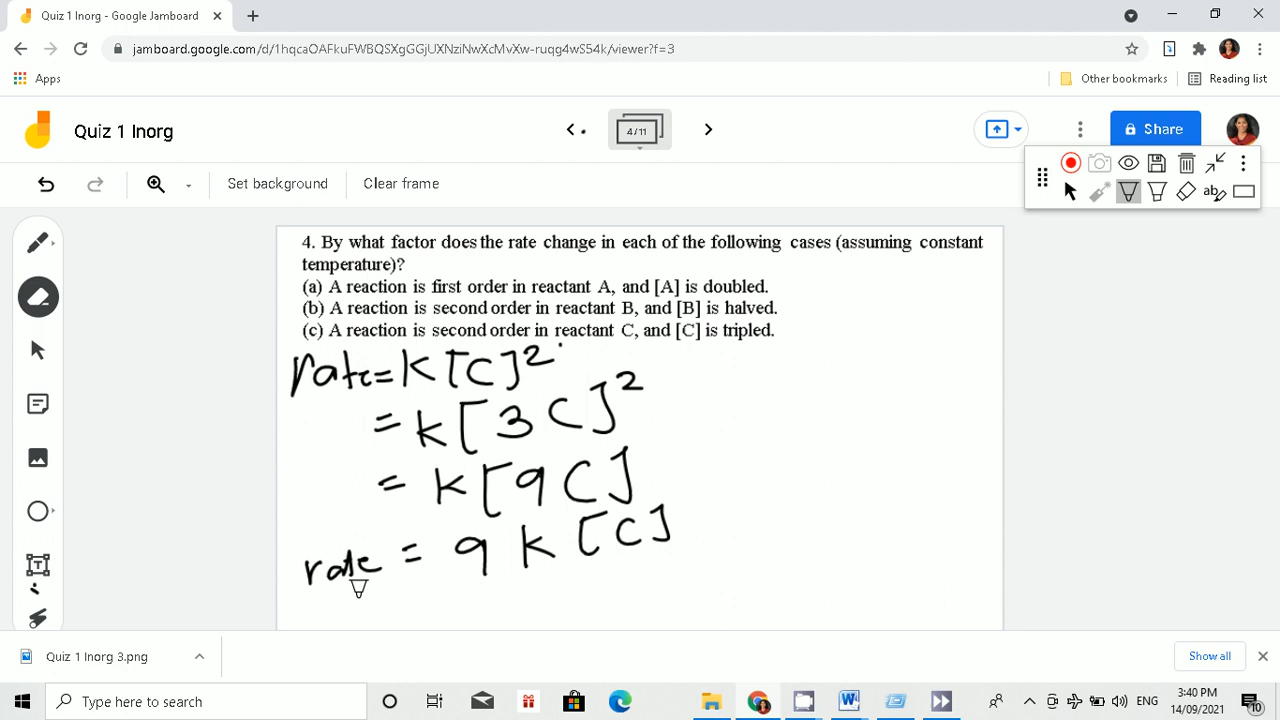 Quiz 1 Inorg - Google Jamboard
jamboard.google.com/d/1hqcaOAFkuFWBQSXgGGjUXNziNwXcMvXw-ruqg4wS54k/viewer?f=3
Apps
Other bookmarks
Reading list
Quiz 1 Inorg
4/11
Share
Set background
Clear frame
4. By what factor does the rate change in each of the following cases (assuming constant
temperature)?
(a) A reaction is first order in reactant A, and [A] is doubled.
(b) A reaction is second order in reactant B, and [B] is halved.
(c) A reaction is second order in reactant C, and [C] is tripled.
rate = K [C]²
= k [3 C]²
= k [9 C]
rate = 9 k [C]
Quiz 1 Inorg 3.png
Show all
Type here to search
ENG
3:40 PM
14/09/2021
10